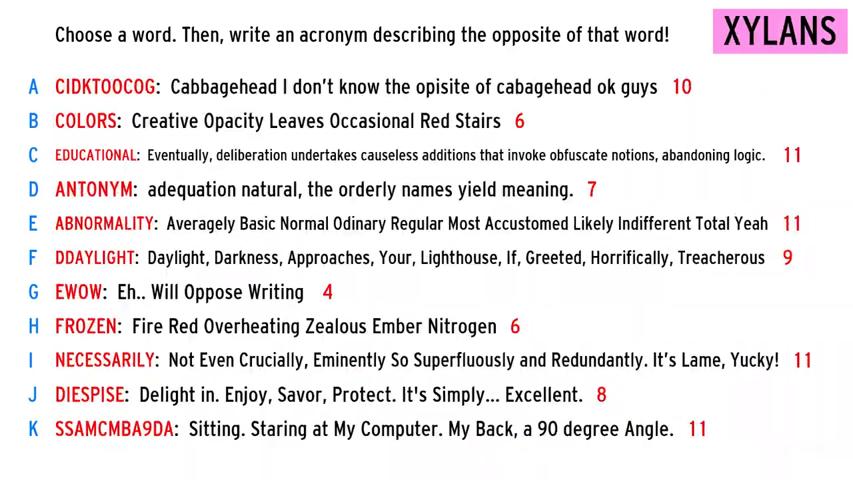 Choose a word. Then, write an acronym describing the opposite of that word!
XYLANS
A CIDKTOOCOG: Cabbagehead I don't know the opisite of cabagehead ok guys 10
B COLORS: Creative Opacity Leaves Occasional Red Stairs 6
C EDUCATIONAL: Eventually, deliberation undertakes causeless additions that invoke obfuscate notions, abandoning logic. 11
D ANTONYM: adequation natural, the orderly names yield meaning. 7
E ABNORMALITY: Averagely Basic Normal Odinary Regular Most Accustomed Likely Indifferent Total Yeah 11
F DDAYLIGHT: Daylight, Darkness, Approaches, Your, Lighthouse, If, Greeted, Horrifically, Treacherous 9
G EWOW: Eh.. Will Oppose Writing 4
H FROZEN: Fire Red Overheating Zealous Ember Nitrogen 6
I NECESSARILY: Not Even Crucially, Eminently So Superfluously and Redundantly. It's Lame, Yucky! 11
J DIESPISE: Delight in. Enjoy, Savor, Protect. It's Simply... Excellent. 8
K SSAMCMBA9DA: Sitting. Staring at My Computer. My Back, a 90 degree Angle. 11